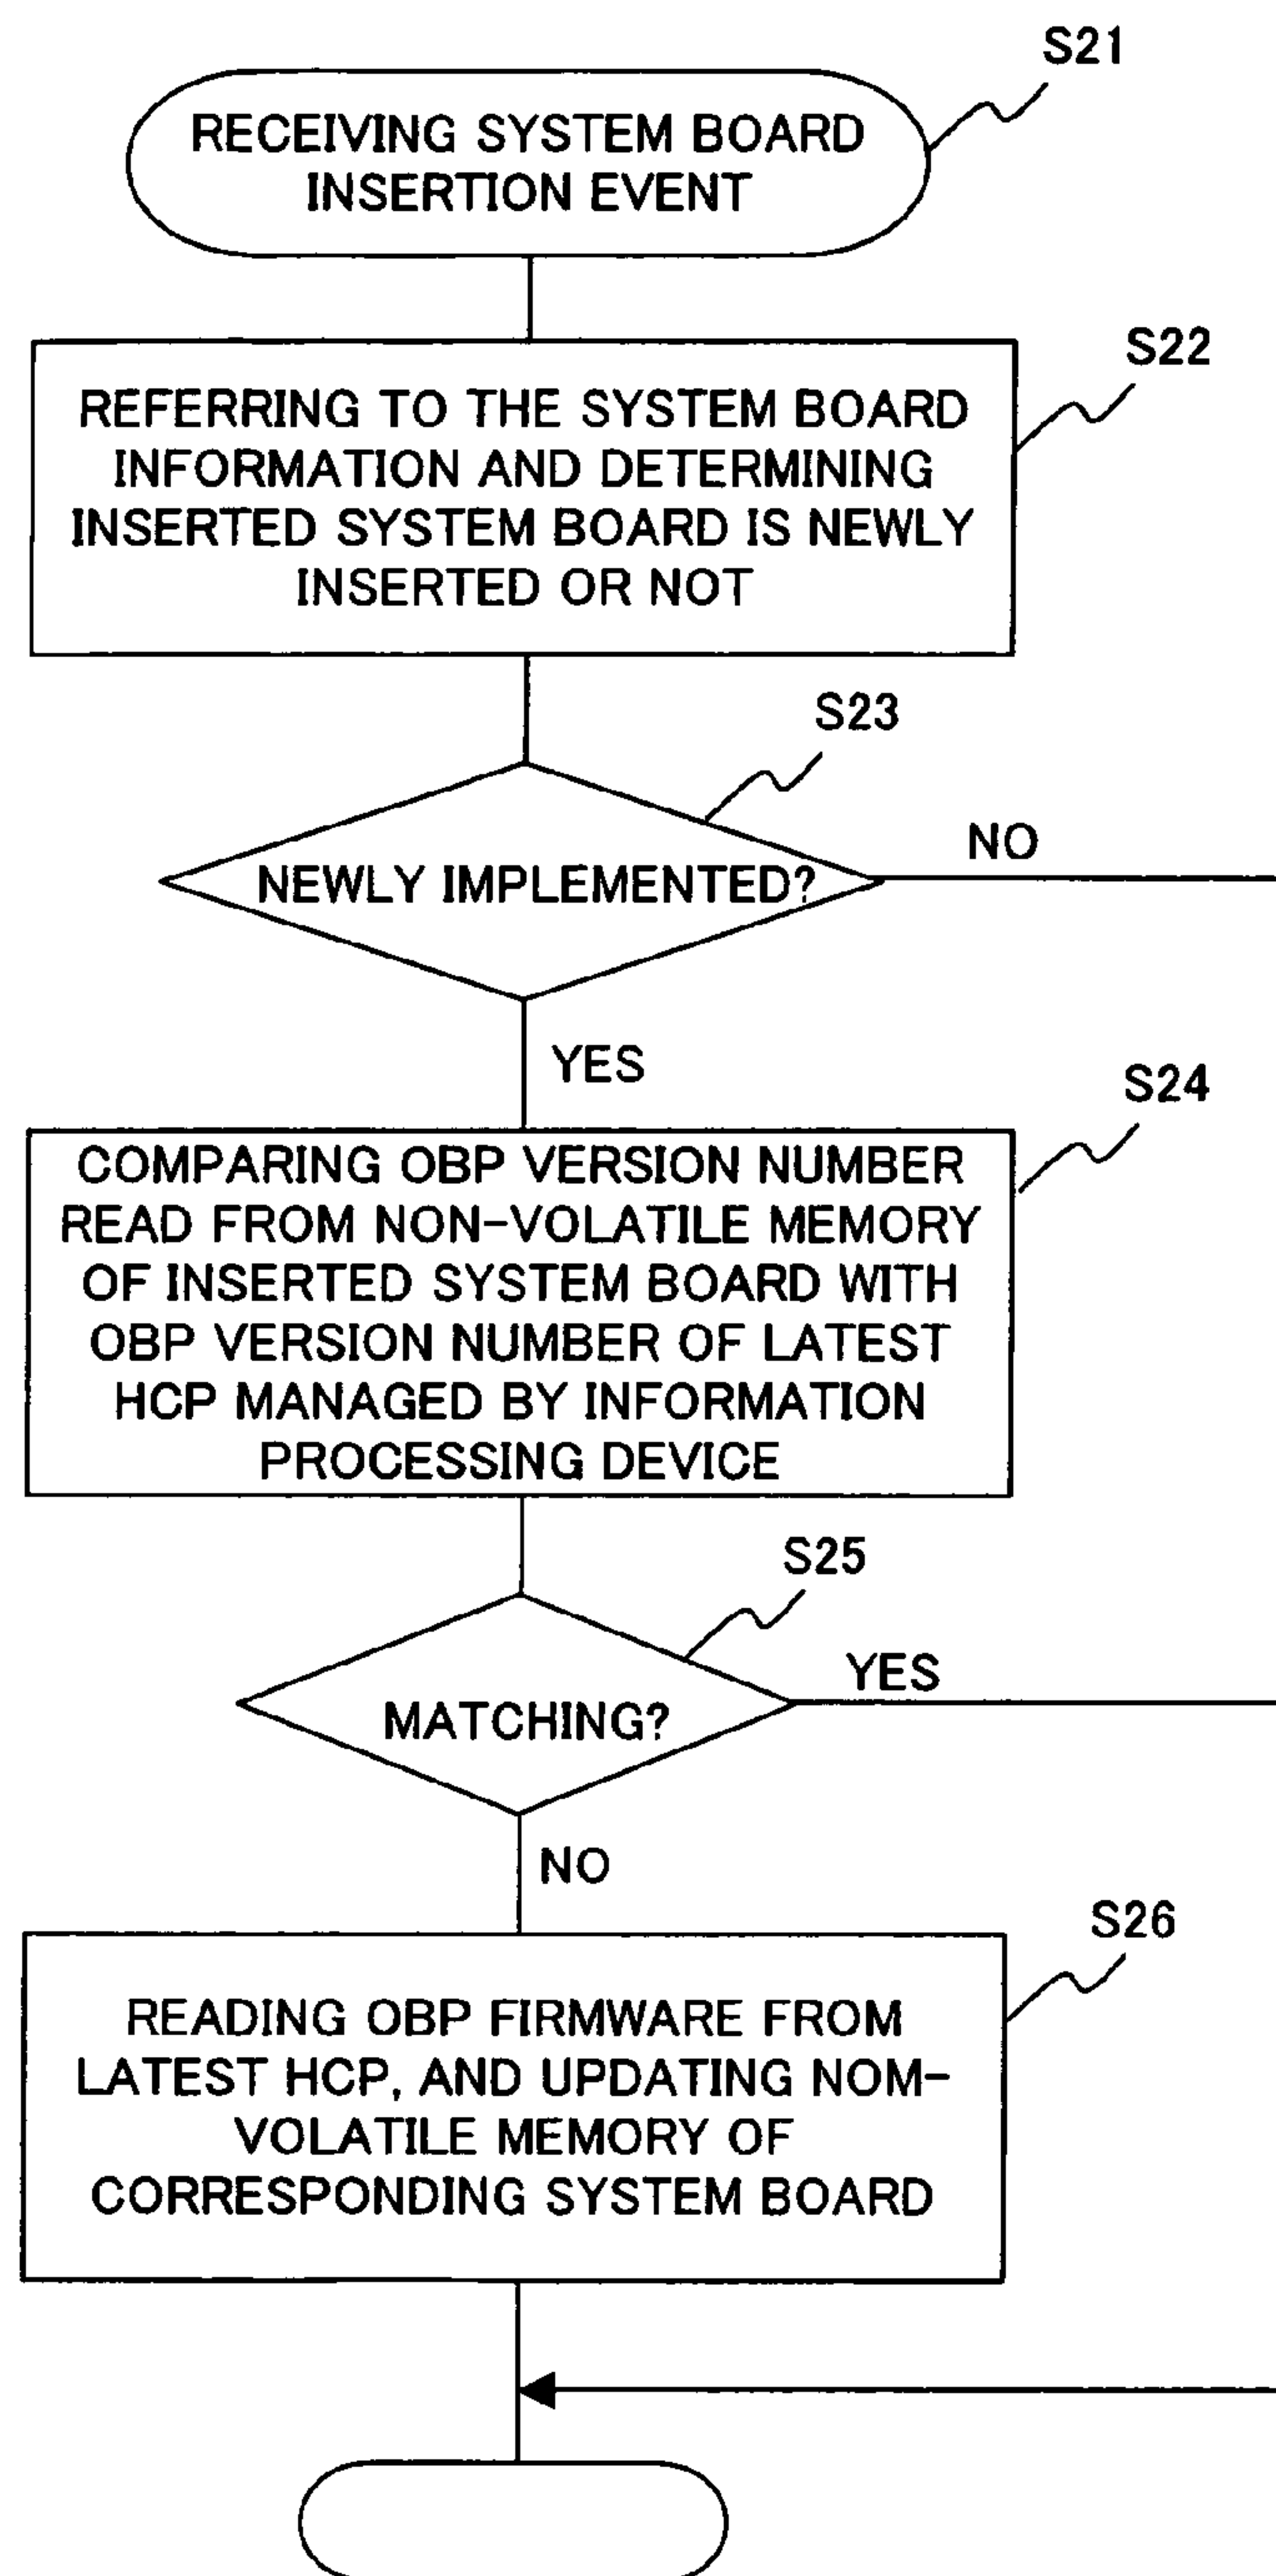 S21
RECEIVING SYSTEM BOARD
INSERTION EVENT
S22
REFERRING TO THE SYSTEM BOARD
INFORMATION AND DETERMINING
INSERTED SYSTEM BOARD IS NEWLY
INSERTED OR NOT
S23
NEWLY IMPLEMENTED?
NO
YES
S24
COMPARING OBP VERSION NUMBER
READ FROM NON-VOLATILE MEMORY
OF INSERTED SYSTEM BOARD WITH
OBP VERSION NUMBER OF LATEST
HCP MANAGED BY INFORMATION
PROCESSING DEVICE
S25
MATCHING?
YES
NO
S26
READING OBP FIRMWARE FROM
LATEST HCP, AND UPDATING NOM-
VOLATILE MEMORY OF
CORRESPONDING SYSTEM BOARD